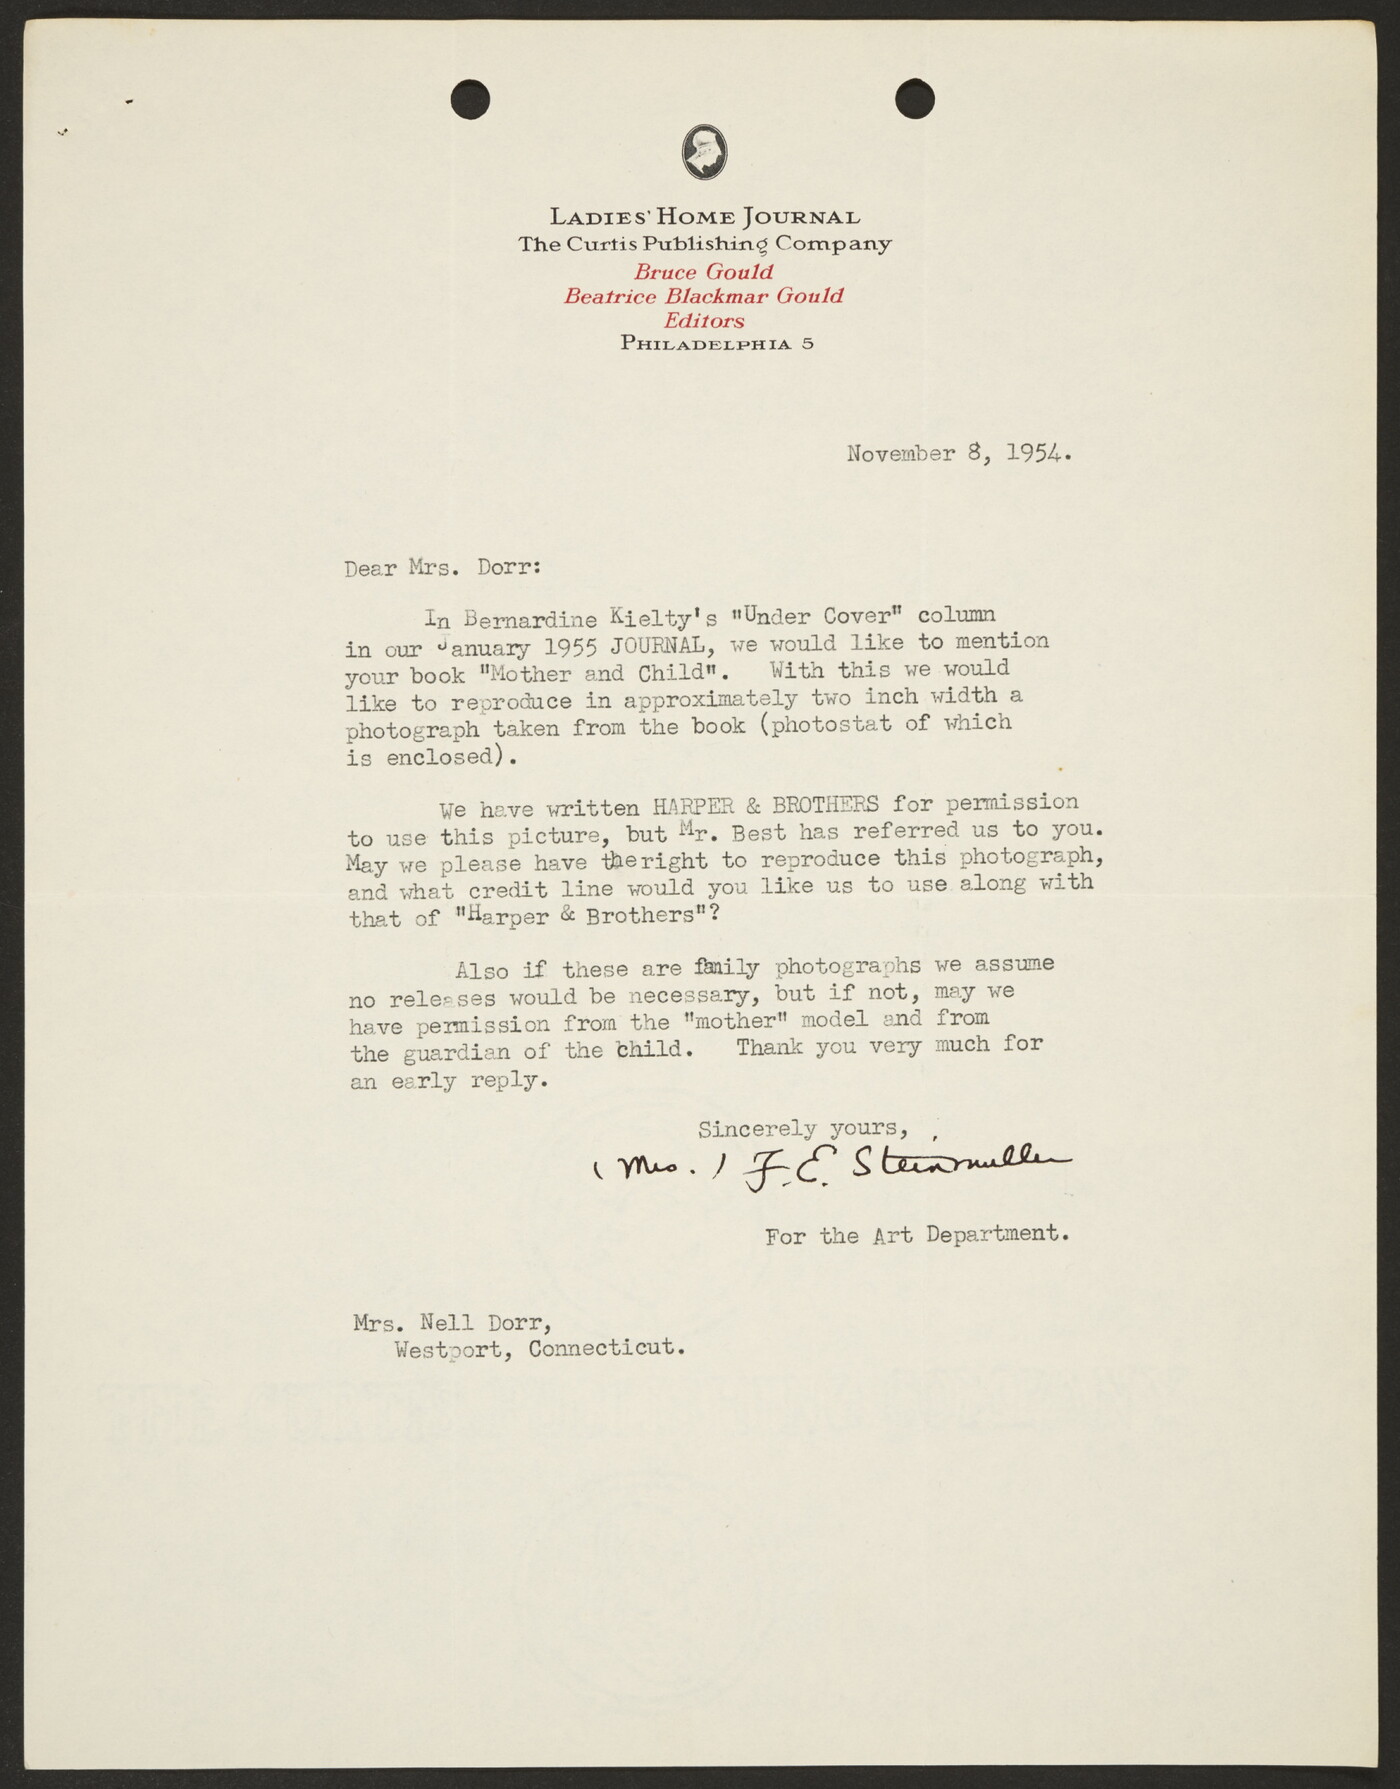 LADIES' HOME JOURNAL
The Curtis Publishing Company
Bruce Gould
Beatrice Blackmar Gould
Editors
PHILADELPHIA 5
November 8, 1954.
Dear Mrs. Dorr:
In Bernardine Kielty's "Under Cover" column
in our January 1955 JOURNAL, we would like to mention
your book "Mother and Child". With this we would
like to reproduce in approximately two inch width a
photograph taken from the book (photostat of which
is enclosed).
We have written HARPER & BROTHERS for permission
to use this picture, but Mr. Best has referred us to you.
May we please have the right to reproduce this photograph,
and what credit line would you like us to use along with
that of "Harper & Brothers"?
Also if these are family photographs we assume
no releases would be necessary, but if not, may we
have permission from the "mother" model and from
the guardian of the child. Thank you very much for
an early reply.
Sincerely yours,
(Mrs.) F. E. Steinmuller
For the Art Department.
Mrs. Nell Dorr,
Westport, Connecticut.